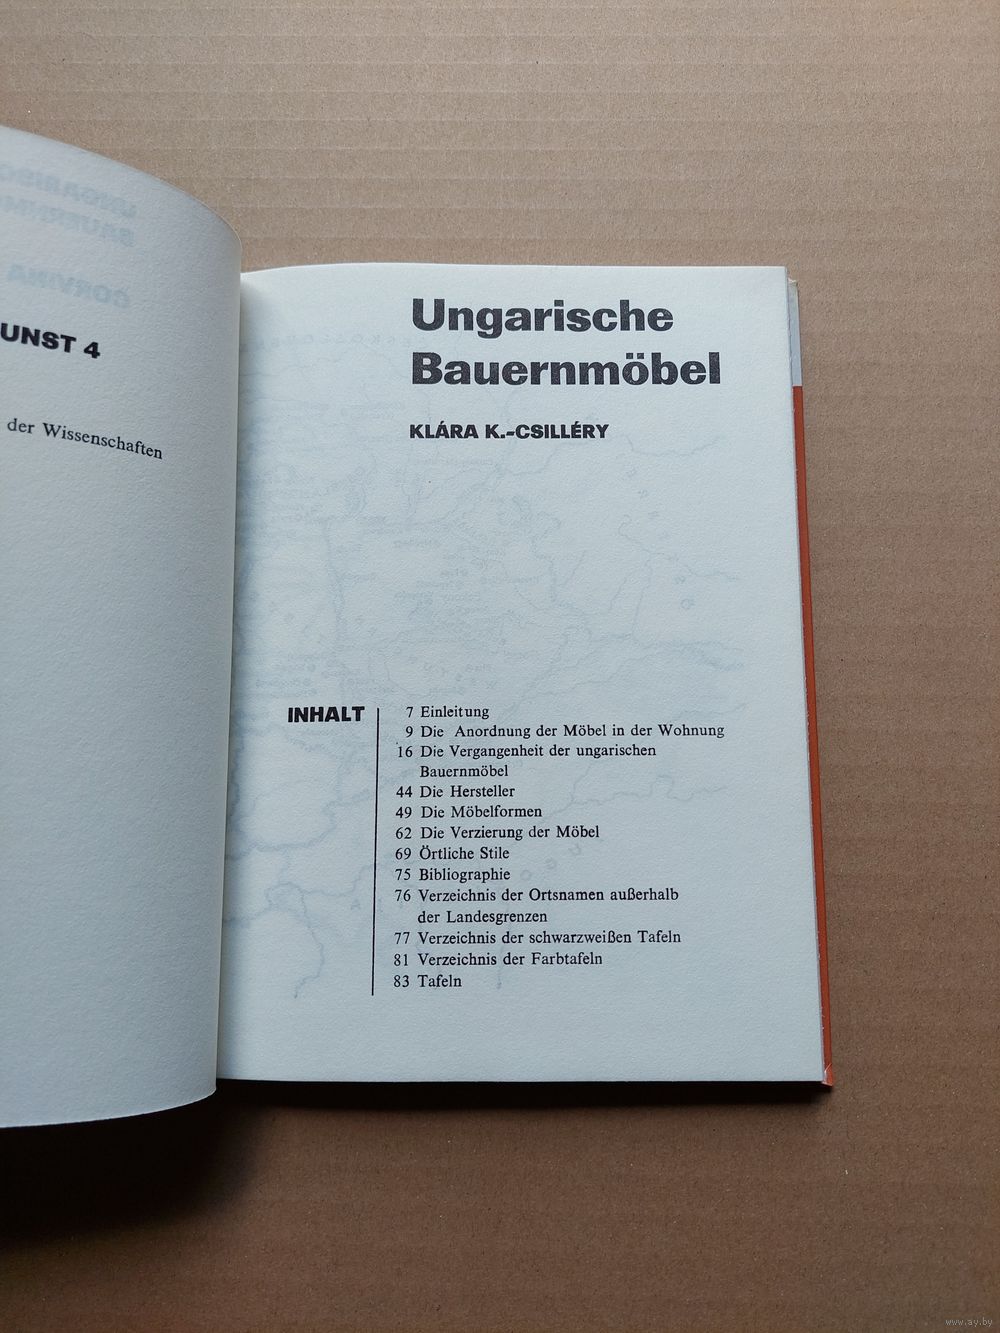 UNST 4
der Wissenschaften
Ungarische
Bauernmöbel
KLÁRA K.-CSILLÉRY
INHALT
7 Einleitung
9 Die Anordnung der Möbel in der Wohnung
16 Die Vergangenheit der ungarischen
Bauernmöbel
44 Die Hersteller
49 Die Möbelformen
62 Die Verzierung der Möbel
69 Örtliche Stile
75 Bibliographie
76 Verzeichnis der Ortsnamen außerhalb
der Landesgrenzen
77 Verzeichnis der schwarzweißen Tafeln
81 Verzeichnis der Farbtafeln
83 Tafeln
www.ay.by